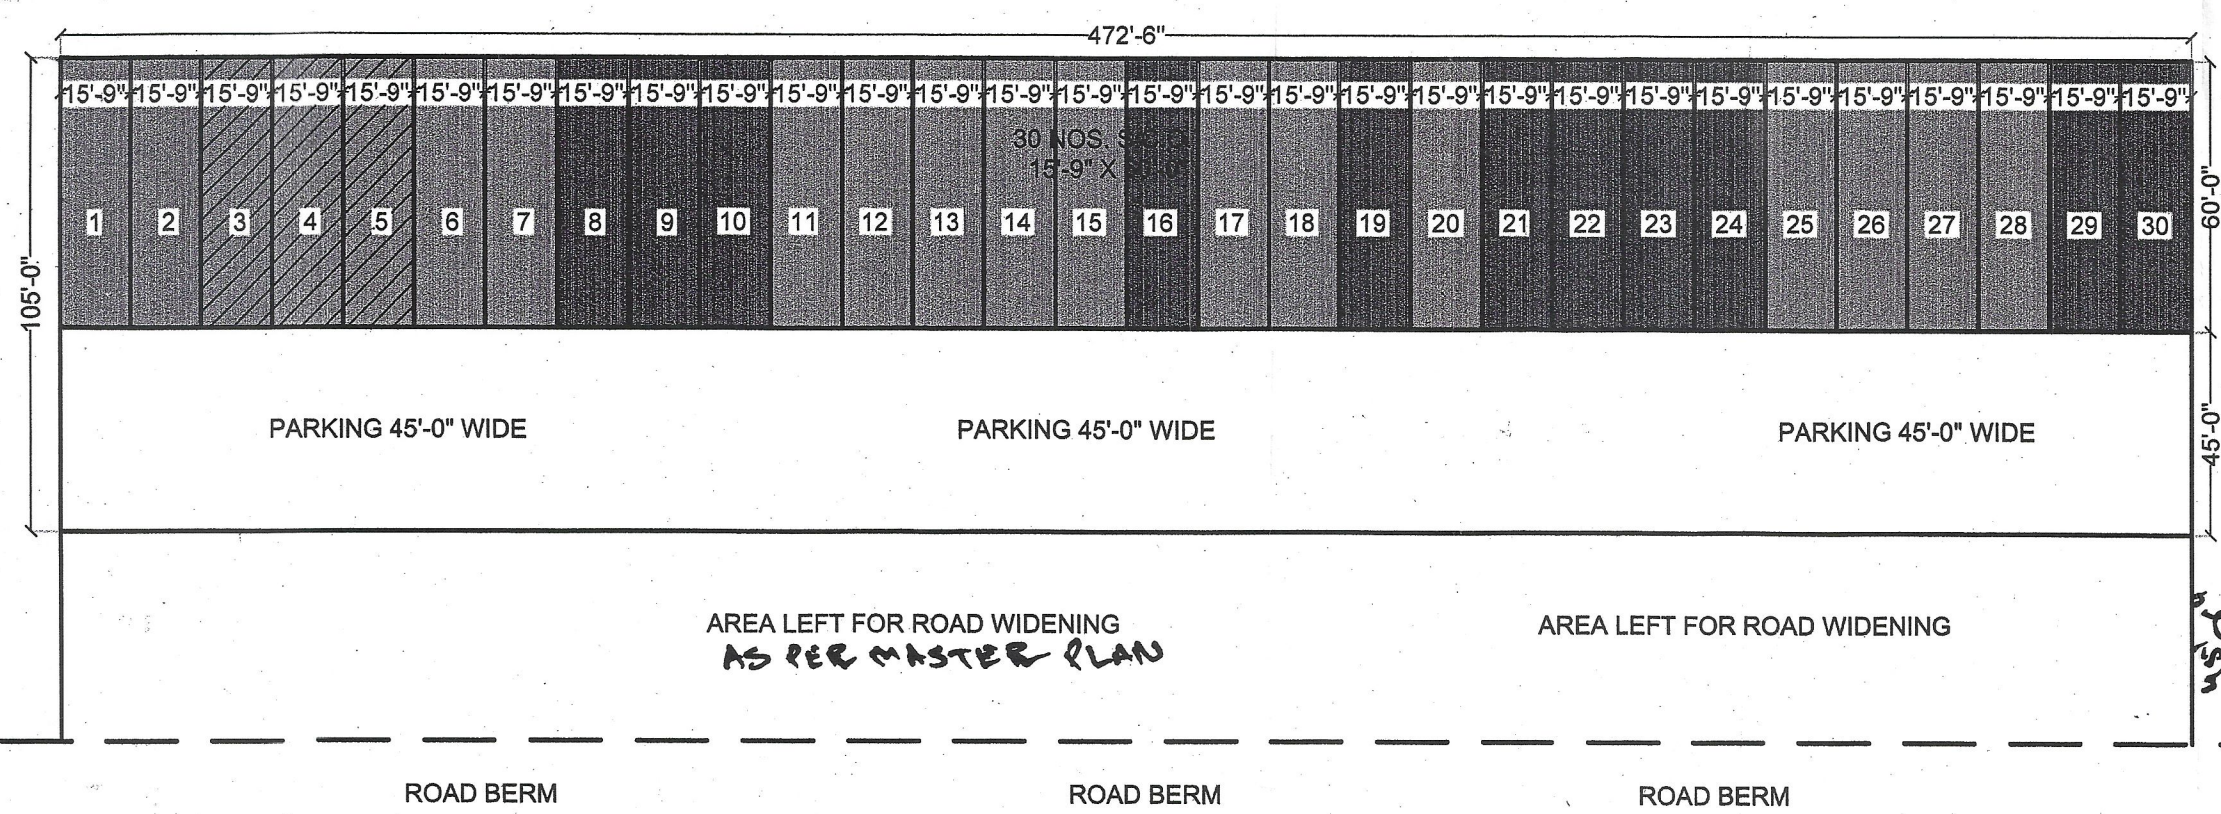 472'-6"
15'-9" 15'-9" 15'-9" 15'-9" 15'-9" 15'-9" 15'-9" 15'-9" 15'-9" 15'-9" 15'-9" 15'-9" 15'-9" 15'-9" 15'-9" 15'-9" 15'-9" 15'-9" 15'-9" 15'-9" 15'-9" 15'-9" 15'-9" 15'-9" 15'-9" 15'-9" 15'-9" 15'-9" 15'-9" 15'-9"
30 NOS.
15'-9" X
1 2 3 4 5 6 7 8 9 10 11 12 13 14 15 16 17 18 19 20 21 22 23 24 25 26 27 28 29 30
60'-0"
105'-0"
PARKING 45'-0" WIDE PARKING 45'-0" WIDE PARKING 45'-0" WIDE
45'-0"
AREA LEFT FOR ROAD WIDENING AREA LEFT FOR ROAD WIDENING
AS PER MASTER PLAN
ROAD BERM ROAD BERM ROAD BERM